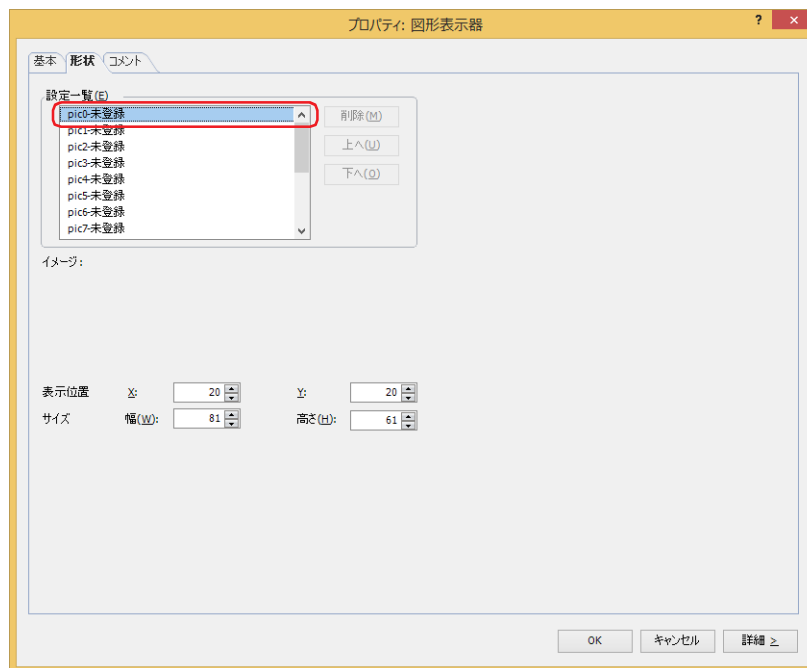 プロパティ: 図形表示器
? ×
基本 形状 コメント
設定一覧(E)
pic0-未登録
pic1-未登録
pic2-未登録
pic3-未登録
pic4-未登録
pic5-未登録
pic6-未登録
pic7-未登録
削除(M)
上へ(U)
下へ(O)
イメージ:
表示位置 X: 20 Y: 20
サイズ 幅(W): 81 高さ(H): 61
OK キャンセル 詳細 >